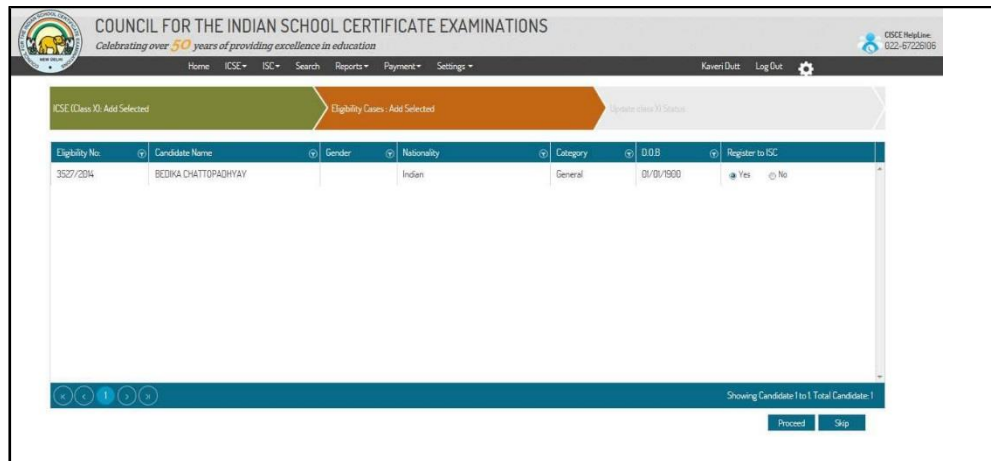 COUNCIL FOR THE INDIAN SCHOOL CERTIFICATE EXAMINATIONS
Celebrating over 50 years of providing excellence in education
CISCE HelpLine:
022-67226106
NEW DELHI
Home ICSE ISC Search Reports Payment Settings Kaveri Dutt Log Out
ICSE (Class X): Add Selected Eligibility Cases : Add Selected Update class XI Status
Eligibility No: Candidate Name Gender Nationality Category D.O.B Register to ISC
3527/2014 BEDIKA CHATTOPADHYAY Indian General 01/01/1900 Yes No
1 Showing Candidate 1 to 1. Total Candidate: 1
Proceed Skip